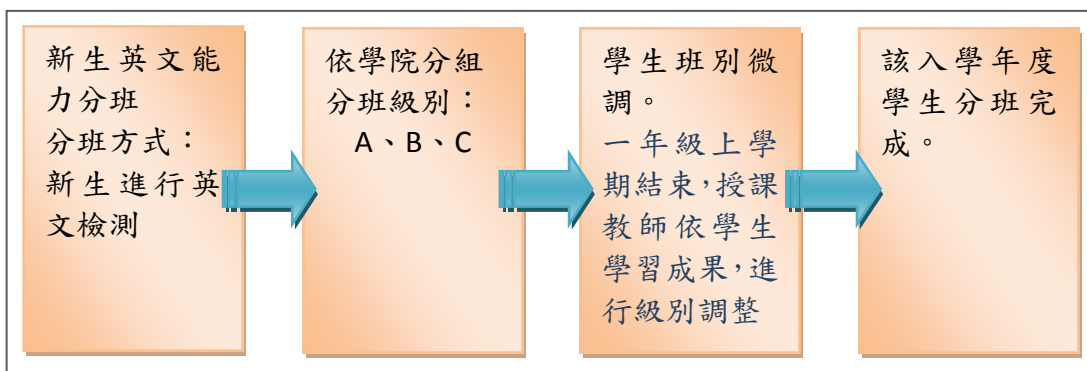 新生英文能
力分班
分班方式：
新生進行英
文檢測
依學院分組
分班級別：
A、B、C
學生班別微
調。
一年級上學
期結束，授課
教師依學生
學習成果，進
行級別調整
該入學年度
學生分班完
成。